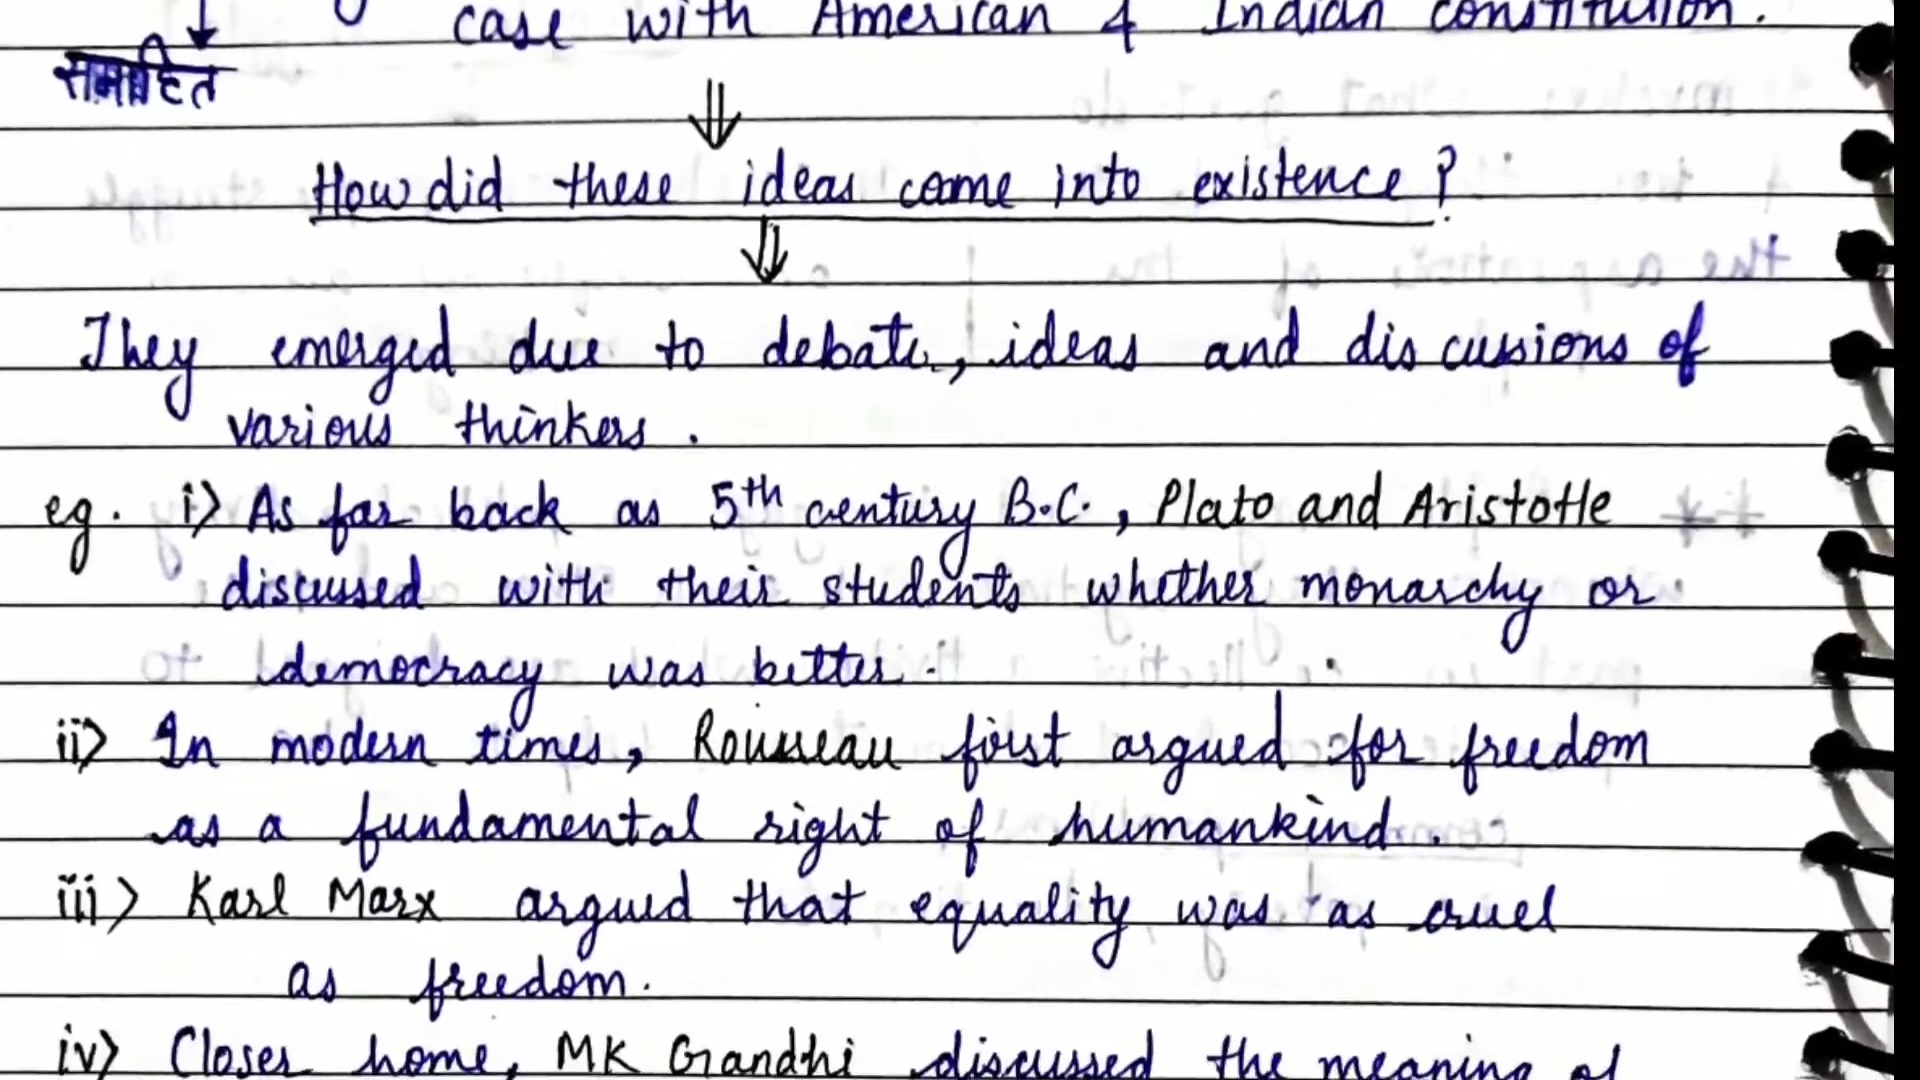 case with American & Indian constitution.
समाहित
⇓
How did these ideas come into existence?
⇓
They emerged due to debate, ideas and discussions of
various thinkers.
eg. i) As far back as 5th century B.C., Plato and Aristotle
discussed with their students whether monarchy or
democracy was better.
ii) In modern times, Rousseau first argued for freedom
as a fundamental right of humankind.
iii) Karl Marx argued that equality was as cruel
as freedom.
iv) Closer home, MK Gandhi discussed the meaning of